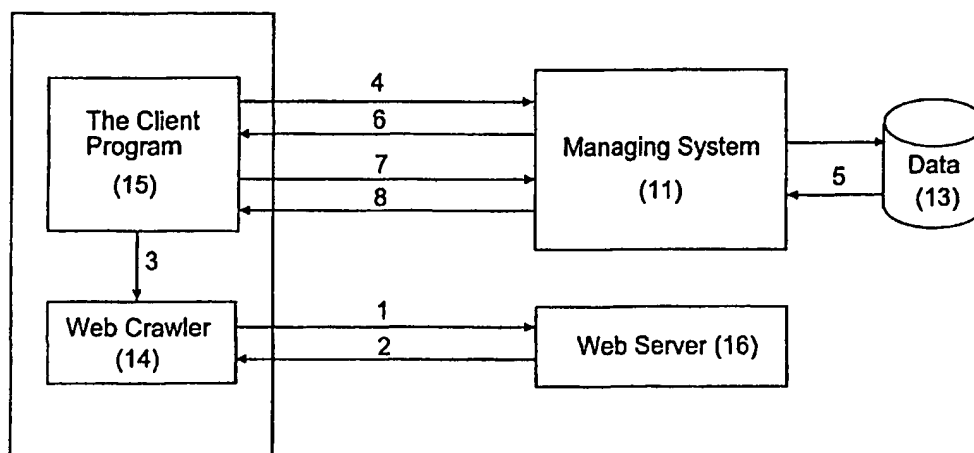 The Client
Program
(15)
4
6
7
8
Managing System
(11)
5
Data
(13)
3
Web Crawler
(14)
1
2
Web Server (16)